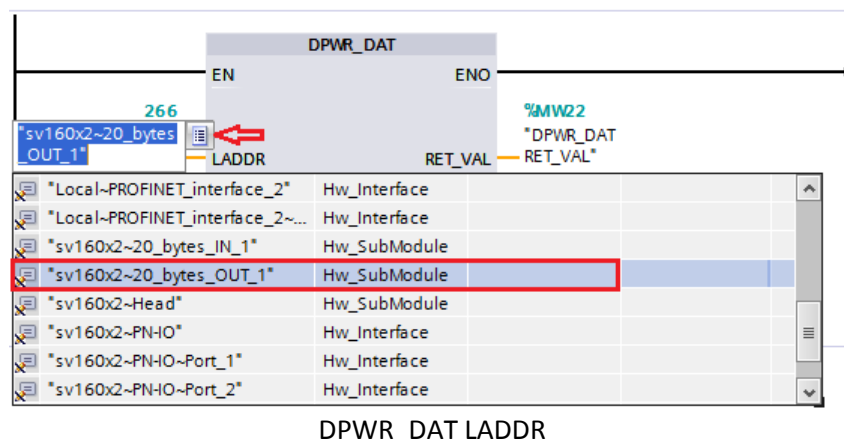 DPWR_DAT
EN ENO
266 %MW22
"sv160x2~20_bytes "DPWR_DAT
_OUT_1" LADDR RET_VAL RET_VAL"
"Local~PROFINET_interface_2" Hw_Interface
"Local~PROFINET_interface_2~... Hw_Interface
"sv160x2~20_bytes_IN_1" Hw_SubModule
"sv160x2~20_bytes_OUT_1" Hw_SubModule
"sv160x2~Head" Hw_SubModule
"sv160x2~PN-IO" Hw_Interface
"sv160x2~PN-IO~Port_1" Hw_Interface
"sv160x2~PN-IO~Port_2" Hw_Interface
DPWR_DAT LADDR